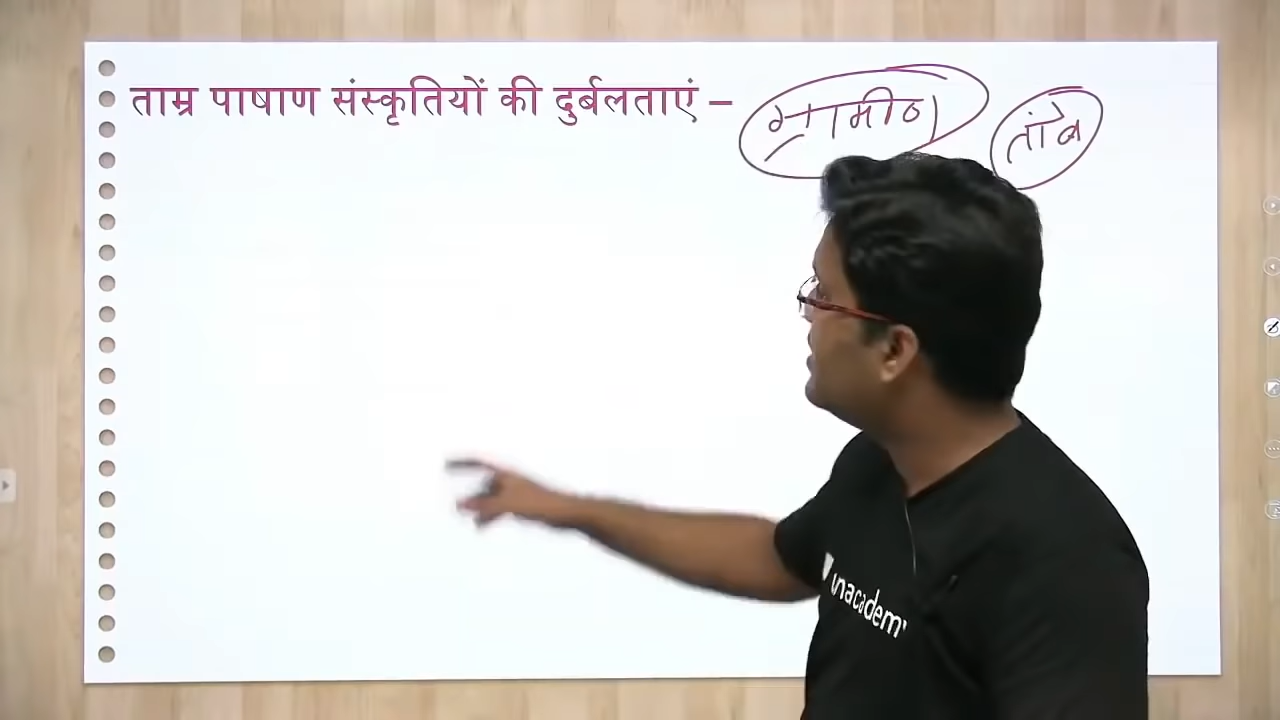 ताम्र पाषाण संस्कृतियों की दुर्बलताएं – ग्रामीण
unacademy